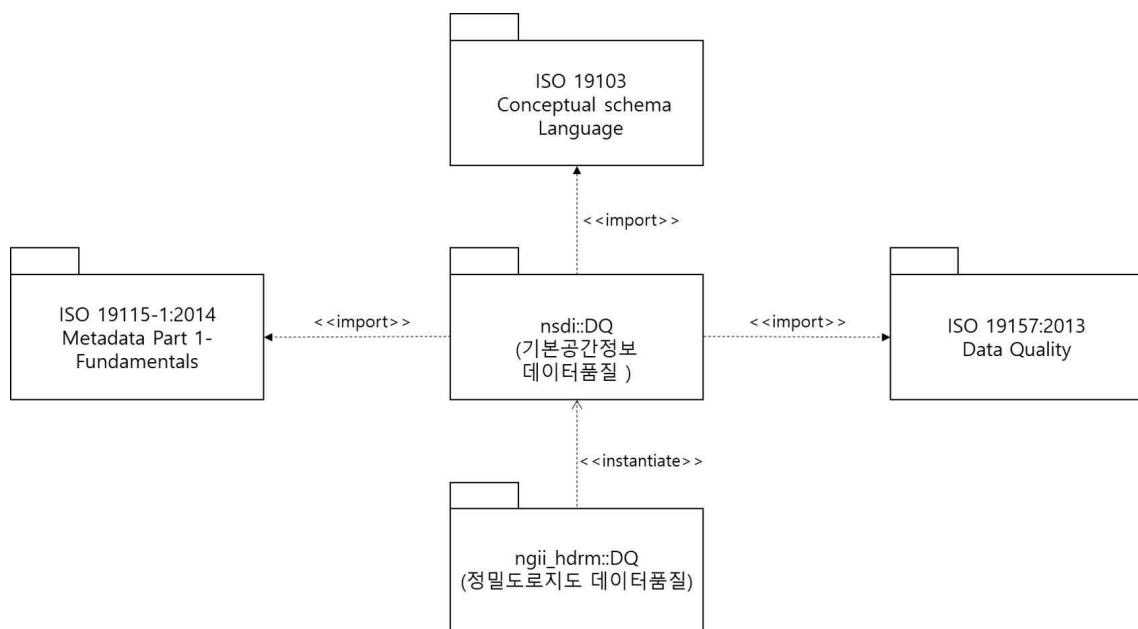 ISO 19103
Conceptual schema
Language
<<import>>
ISO 19115-1:2014
Metadata Part 1-
Fundamentals
<<import>>
nsdi::DQ
(기본공간정보
데이터품질 )
<<import>>
ISO 19157:2013
Data Quality
<<instantiate>>
ngii_hdrm::DQ
(정밀도로지도 데이터품질)